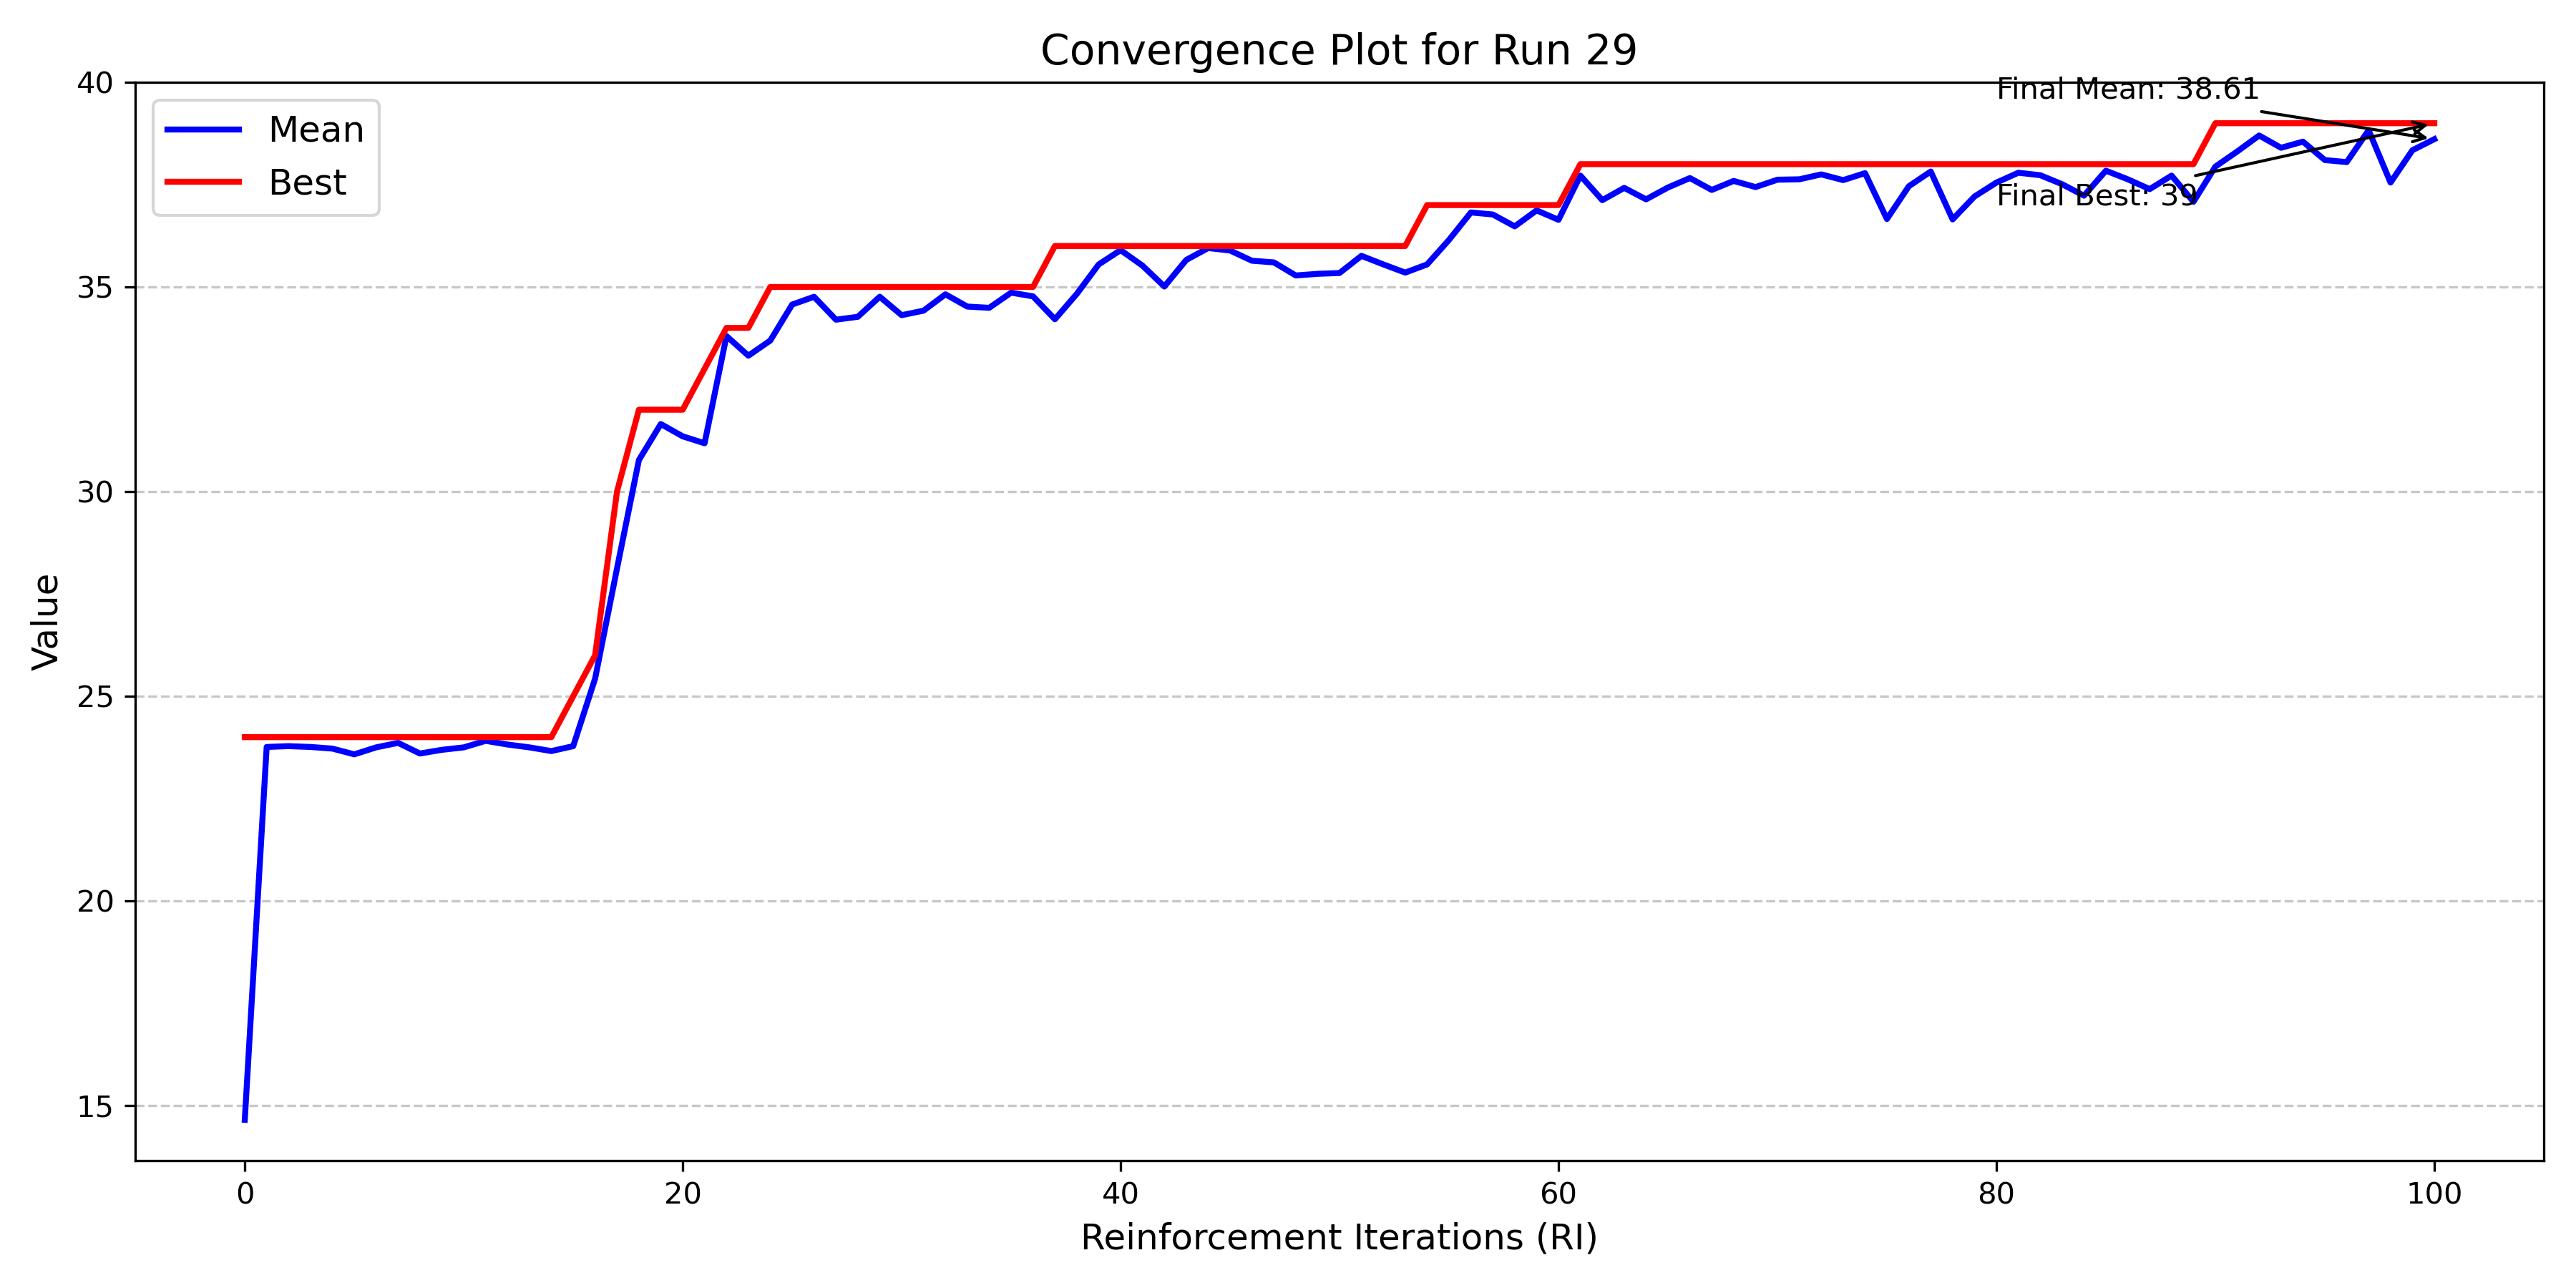 Convergence Plot for Run 29
Mean
Best
Final Mean: 38.61
Final Best: 39
40
35
30
25
20
15
Value
0 20 40 60 80 100
Reinforcement Iterations (RI)